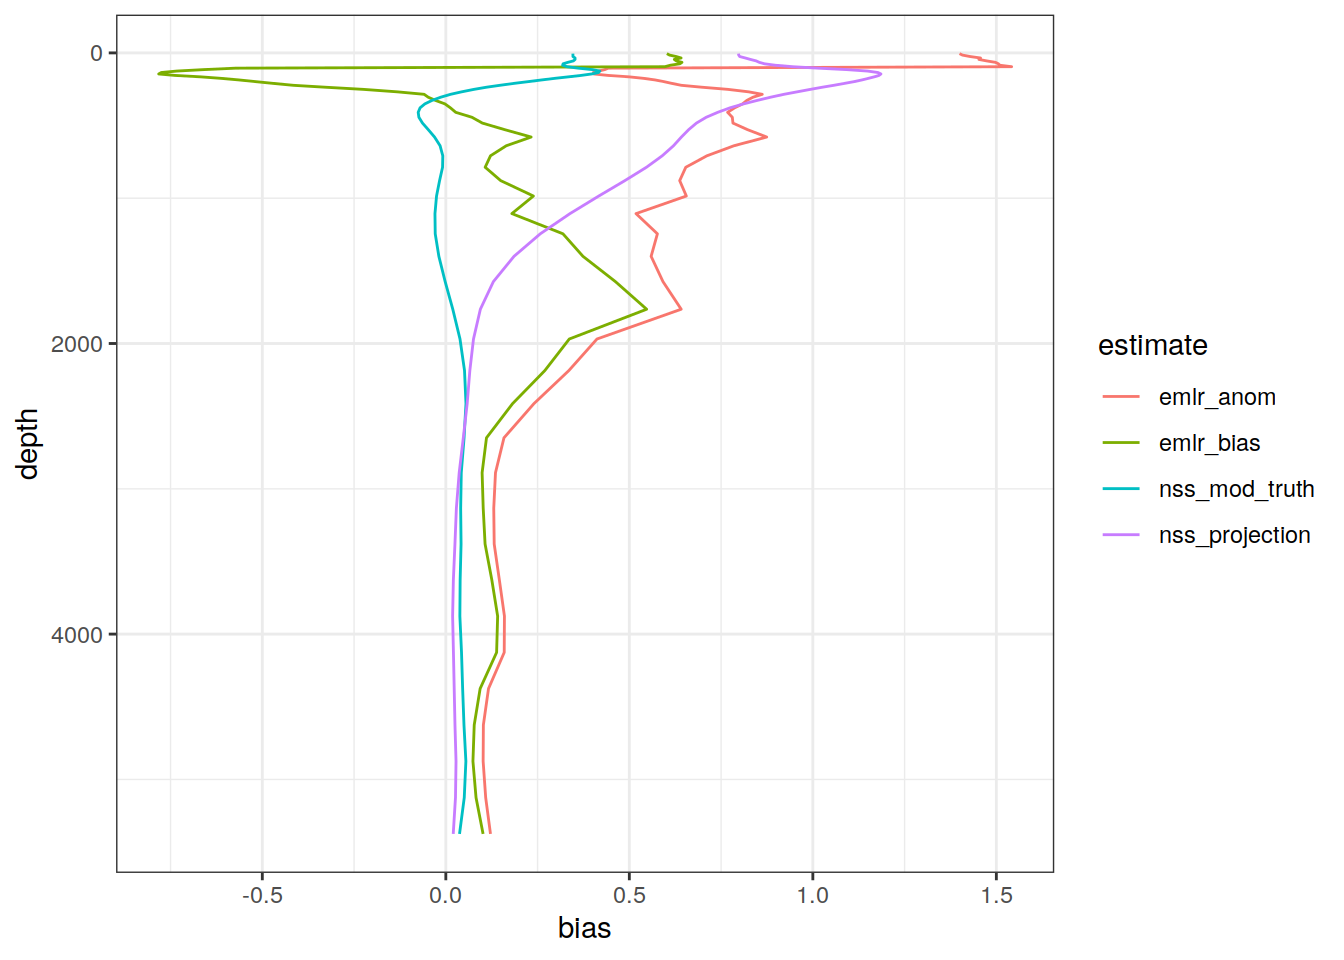 0
2000
4000
depth
-0.5
0.0
0.5
1.0
1.5
bias
estimate
emlr_anom
emlr_bias
nss_mod_truth
nss_projection